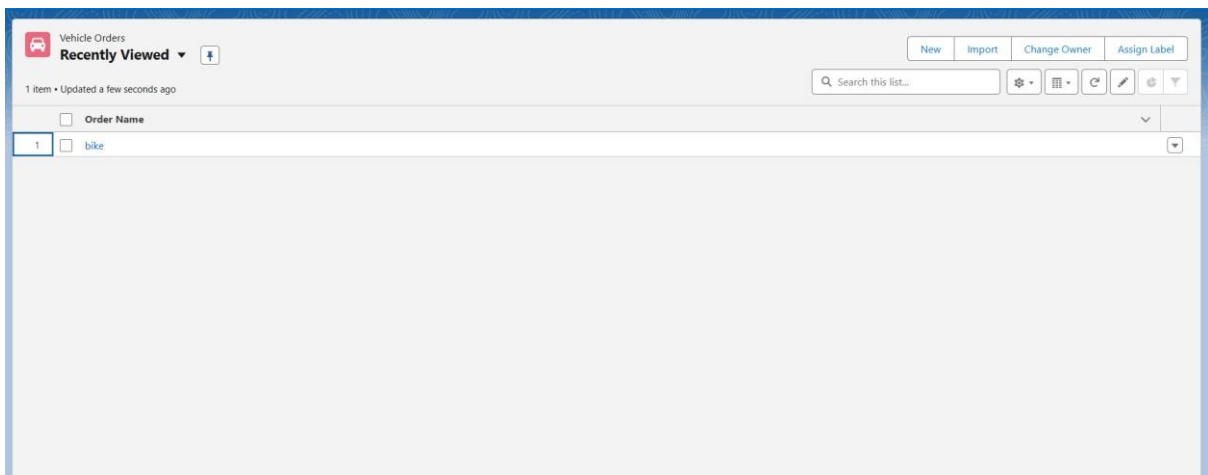 Vehicle Orders
Recently Viewed
New Import Change Owner Assign Label
1 item • Updated a few seconds ago
Search this list...
Order Name
1 bike